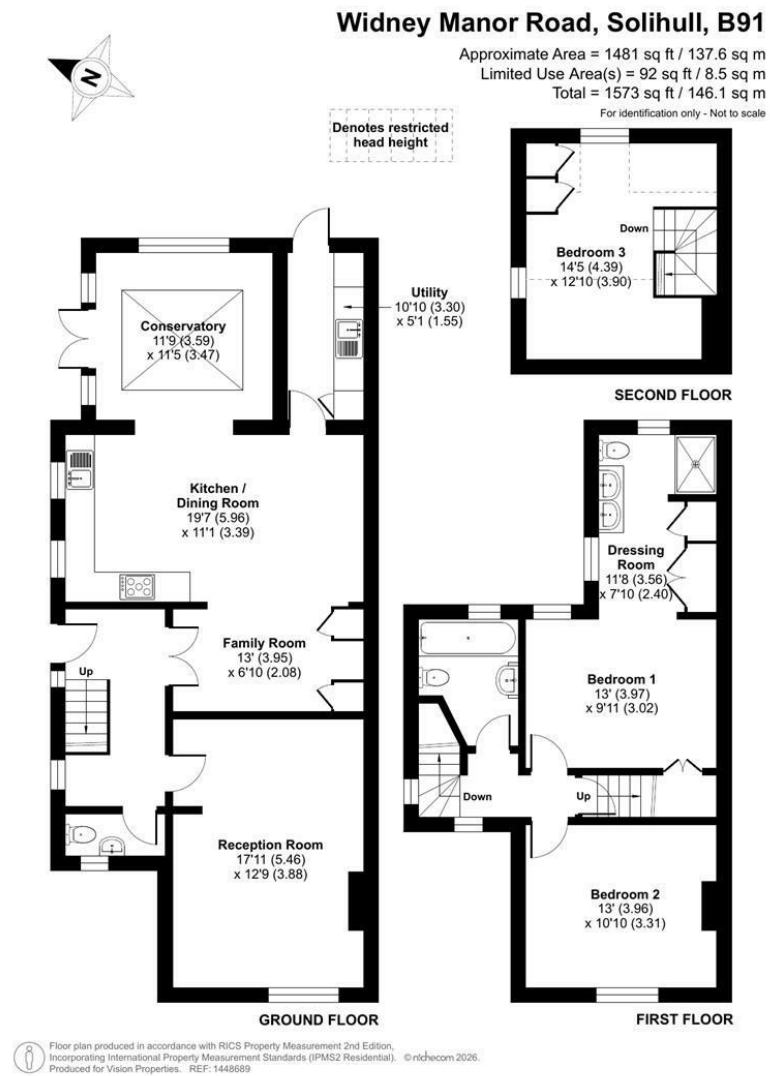 Widney Manor Road, Solihull, B91
Approximate Area = 1481 sq ft / 137.6 sq m
Limited Use Area(s) = 92 sq ft / 8.5 sq m
Total = 1573 sq ft / 146.1 sq m
For identification only - Not to scale
N
Denotes restricted
head height
Down
Bedroom 3
14'5 (4.39)
x 12'10 (3.90)
SECOND FLOOR
Utility
10'10 (3.30)
x 5'1 (1.55)
Conservatory
11'9 (3.59)
x 11'5 (3.47)
Kitchen /
Dining Room
19'7 (5.96)
x 11'1 (3.39)
Family Room
13' (3.95)
x 6'10 (2.08)
Up
Reception Room
17'11 (5.46)
x 12'9 (3.88)
GROUND FLOOR
Dressing
Room
11'8 (3.56)
x 7'10 (2.40)
Bedroom 1
13' (3.97)
x 9'11 (3.02)
Down
Up
Bedroom 2
13' (3.96)
x 10'10 (3.31)
FIRST FLOOR
Floor plan produced in accordance with RICS Property Measurement 2nd Edition,
Incorporating International Property Measurement Standards (IPMS2 Residential). © nichecom 2026.
Produced for Vision Properties. REF: 1448689